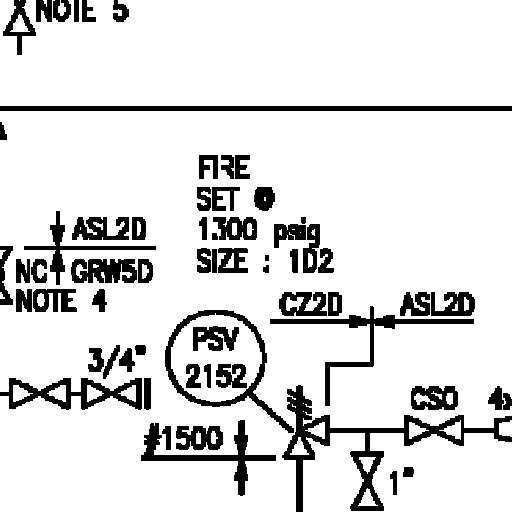 NOTE 5
FIRE
SET @
1300 psig
SIZE : 1D2
ASL2D
NC GRW5D
NOTE 4
CZ2D ASL2D
PSV
2152
3/4"
CSO
#1500
1"